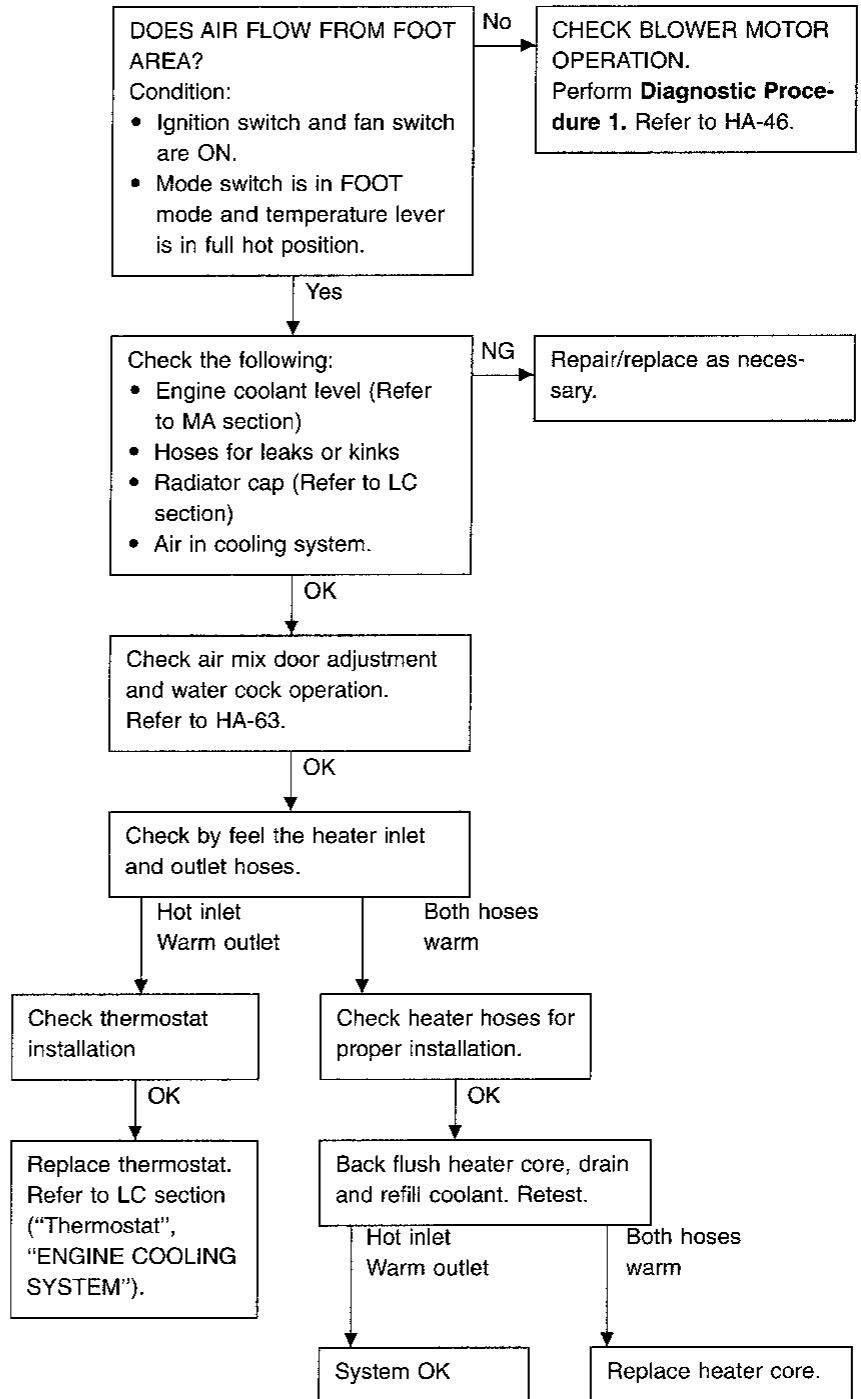 DOES AIR FLOW FROM FOOT
AREA?
Condition:
• Ignition switch and fan switch
are ON.
• Mode switch is in FOOT
mode and temperature lever
is in full hot position.
No
CHECK BLOWER MOTOR
OPERATION.
Perform Diagnostic Proce-
dure 1. Refer to HA-46.
Yes
Check the following:
• Engine coolant level (Refer
to MA section)
• Hoses for leaks or kinks
• Radiator cap (Refer to LC
section)
• Air in cooling system.
NG
Repair/replace as neces-
sary.
OK
Check air mix door adjustment
and water cock operation.
Refer to HA-63.
OK
Check by feel the heater inlet
and outlet hoses.
Hot inlet
Warm outlet
Both hoses
warm
Check thermostat
installation
Check heater hoses for
proper installation.
OK
OK
Replace thermostat.
Refer to LC section
(“Thermostat”,
“ENGINE COOLING
SYSTEM”).
Back flush heater core, drain
and refill coolant. Retest.
Hot inlet
Warm outlet
Both hoses
warm
System OK
Replace heater core.